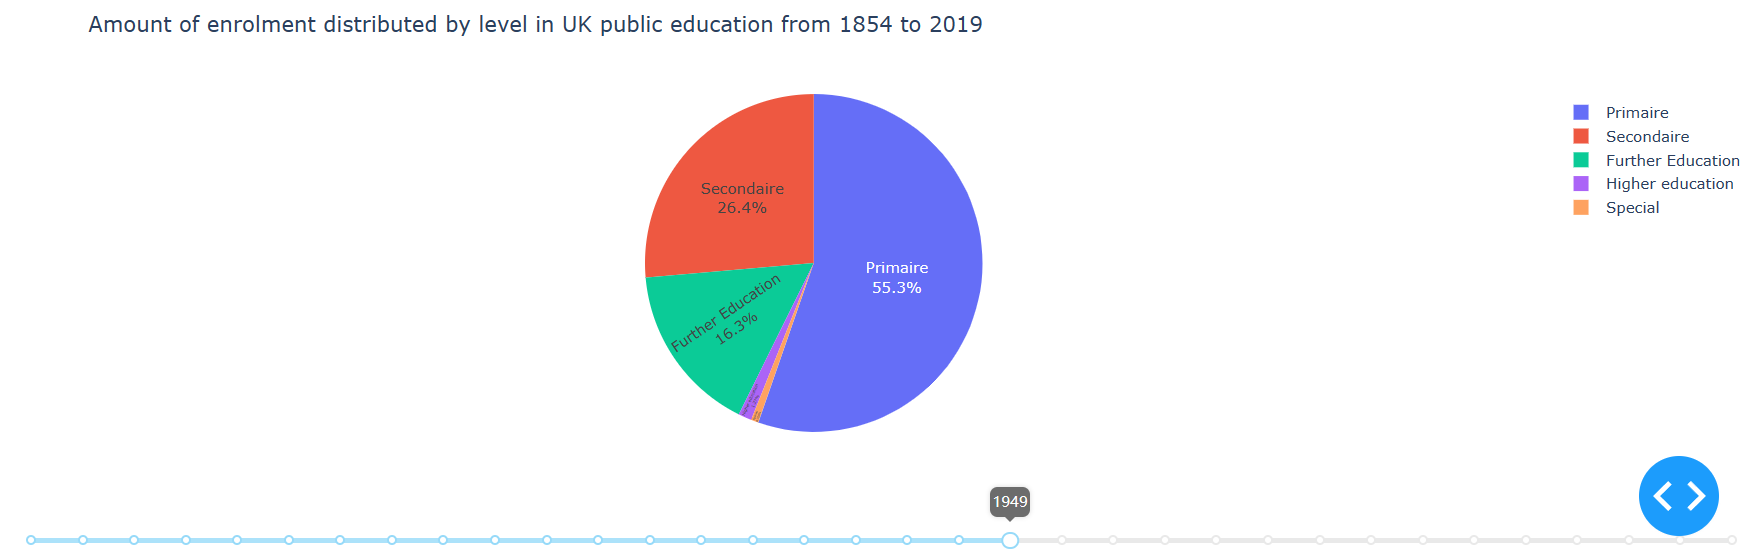 Amount of enrolment distributed by level in UK public education from 1854 to 2019
Primaire
Secondaire
Further Education
Higher education
Special
Secondaire
26.4%
Primaire
55.3%
Further Education
16.3%
1949